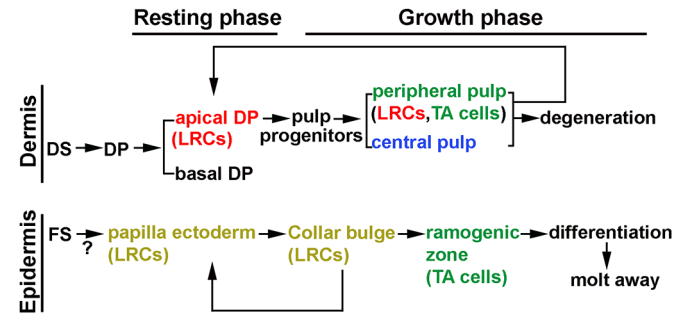 Resting phase
Growth phase
Dermis
DS
DP
apical DP
(LRCs)
basal DP
pulp
progenitors
peripheral pulp
(LRCs,TA cells)
central pulp
degeneration
Epidermis
FS
?
papilla ectoderm
(LRCs)
Collar bulge
(LRCs)
ramogenic
zone
(TA cells)
differentiation
molt away